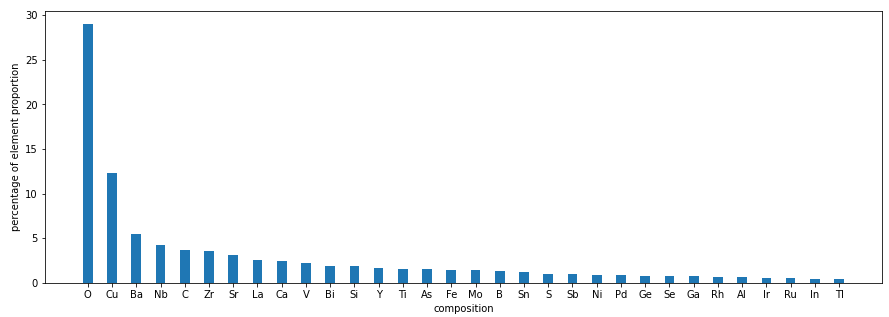 percentage of element proportion
30
25
20
15
10
5
0
O Cu Ba Nb C Zr Sr La Ca V Bi Si Y Ti As Fe Mo B Sn S Sb Ni Pd Ge Se Ga Rh Al Ir Ru In Tl
composition